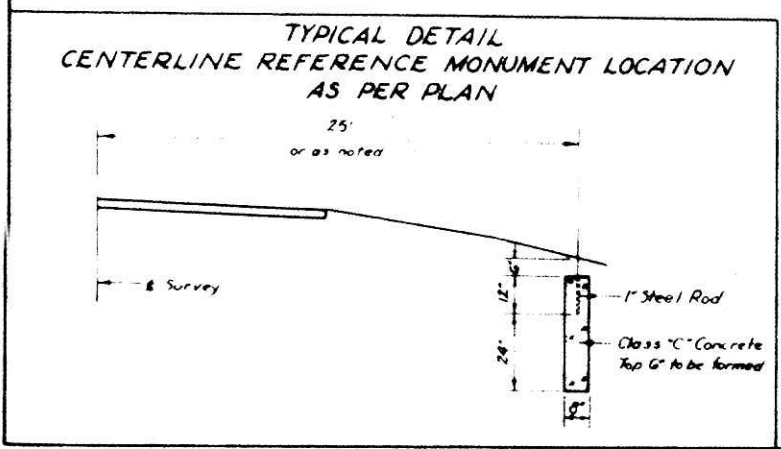 TYPICAL DETAIL
CENTERLINE REFERENCE MONUMENT LOCATION
AS PER PLAN
25'
or as noted
℄ Survey
6"
12"
1" Steel Rod
24"
Class "C" Concrete
Top 6" to be formed
8"